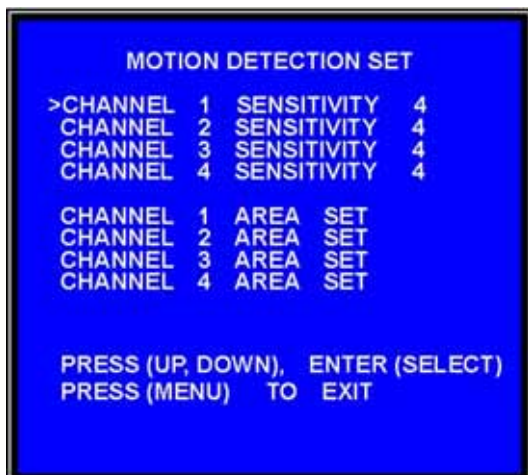 MOTION DETECTION SET
>CHANNEL 1 SENSITIVITY 4
CHANNEL 2 SENSITIVITY 4
CHANNEL 3 SENSITIVITY 4
CHANNEL 4 SENSITIVITY 4
CHANNEL 1 AREA SET
CHANNEL 2 AREA SET
CHANNEL 3 AREA SET
CHANNEL 4 AREA SET
PRESS (UP, DOWN), ENTER (SELECT)
PRESS (MENU) TO EXIT